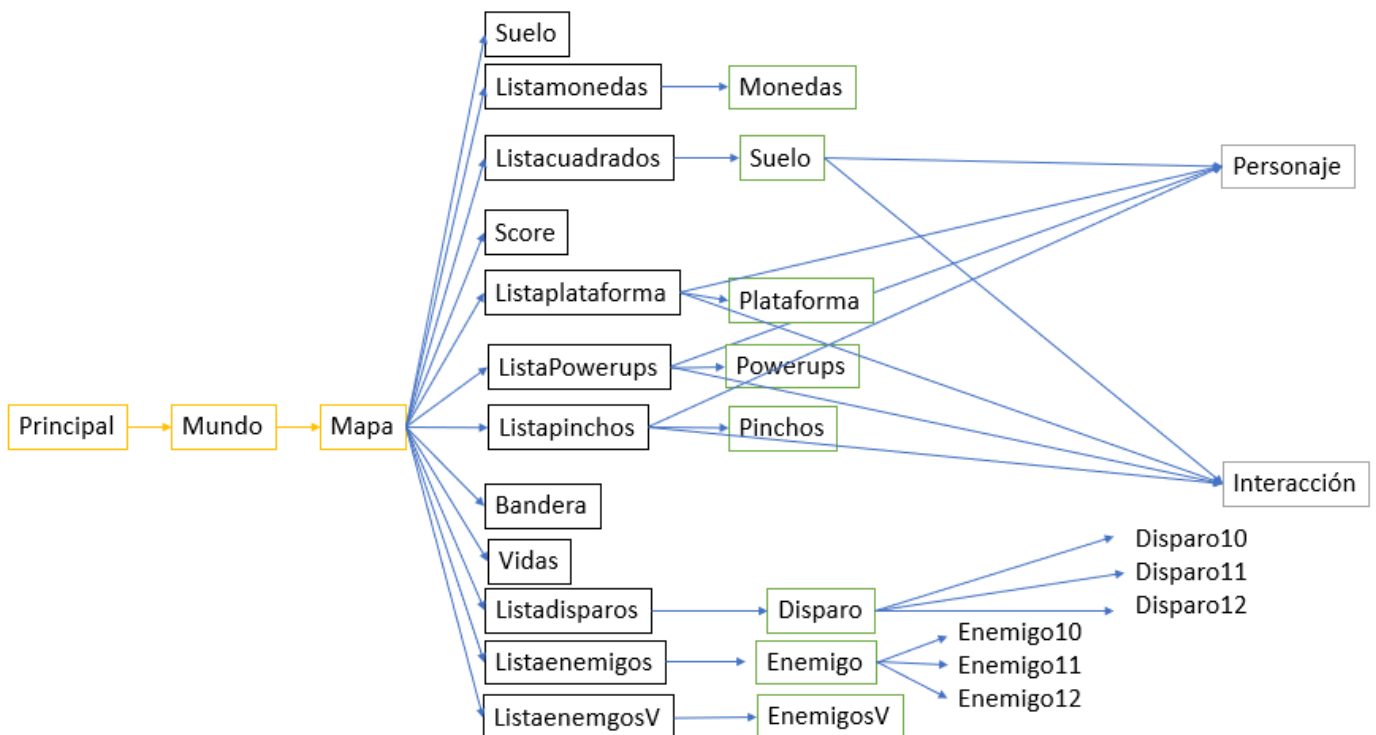 Suelo
Listamonedas
Monedas
Listacuadrados
Suelo
Personaje
Score
Listaplataforma
Plataforma
ListaPowerups
Powerups
Principal
Mundo
Mapa
Listapinchos
Pinchos
Interacción
Bandera
Vidas
Disparo10
Disparo11
Disparo12
Listadisparos
Disparo
Enemigo10
Enemigo11
Enemigo12
Listaenemigos
Enemigo
ListaenemgosV
EnemigosV